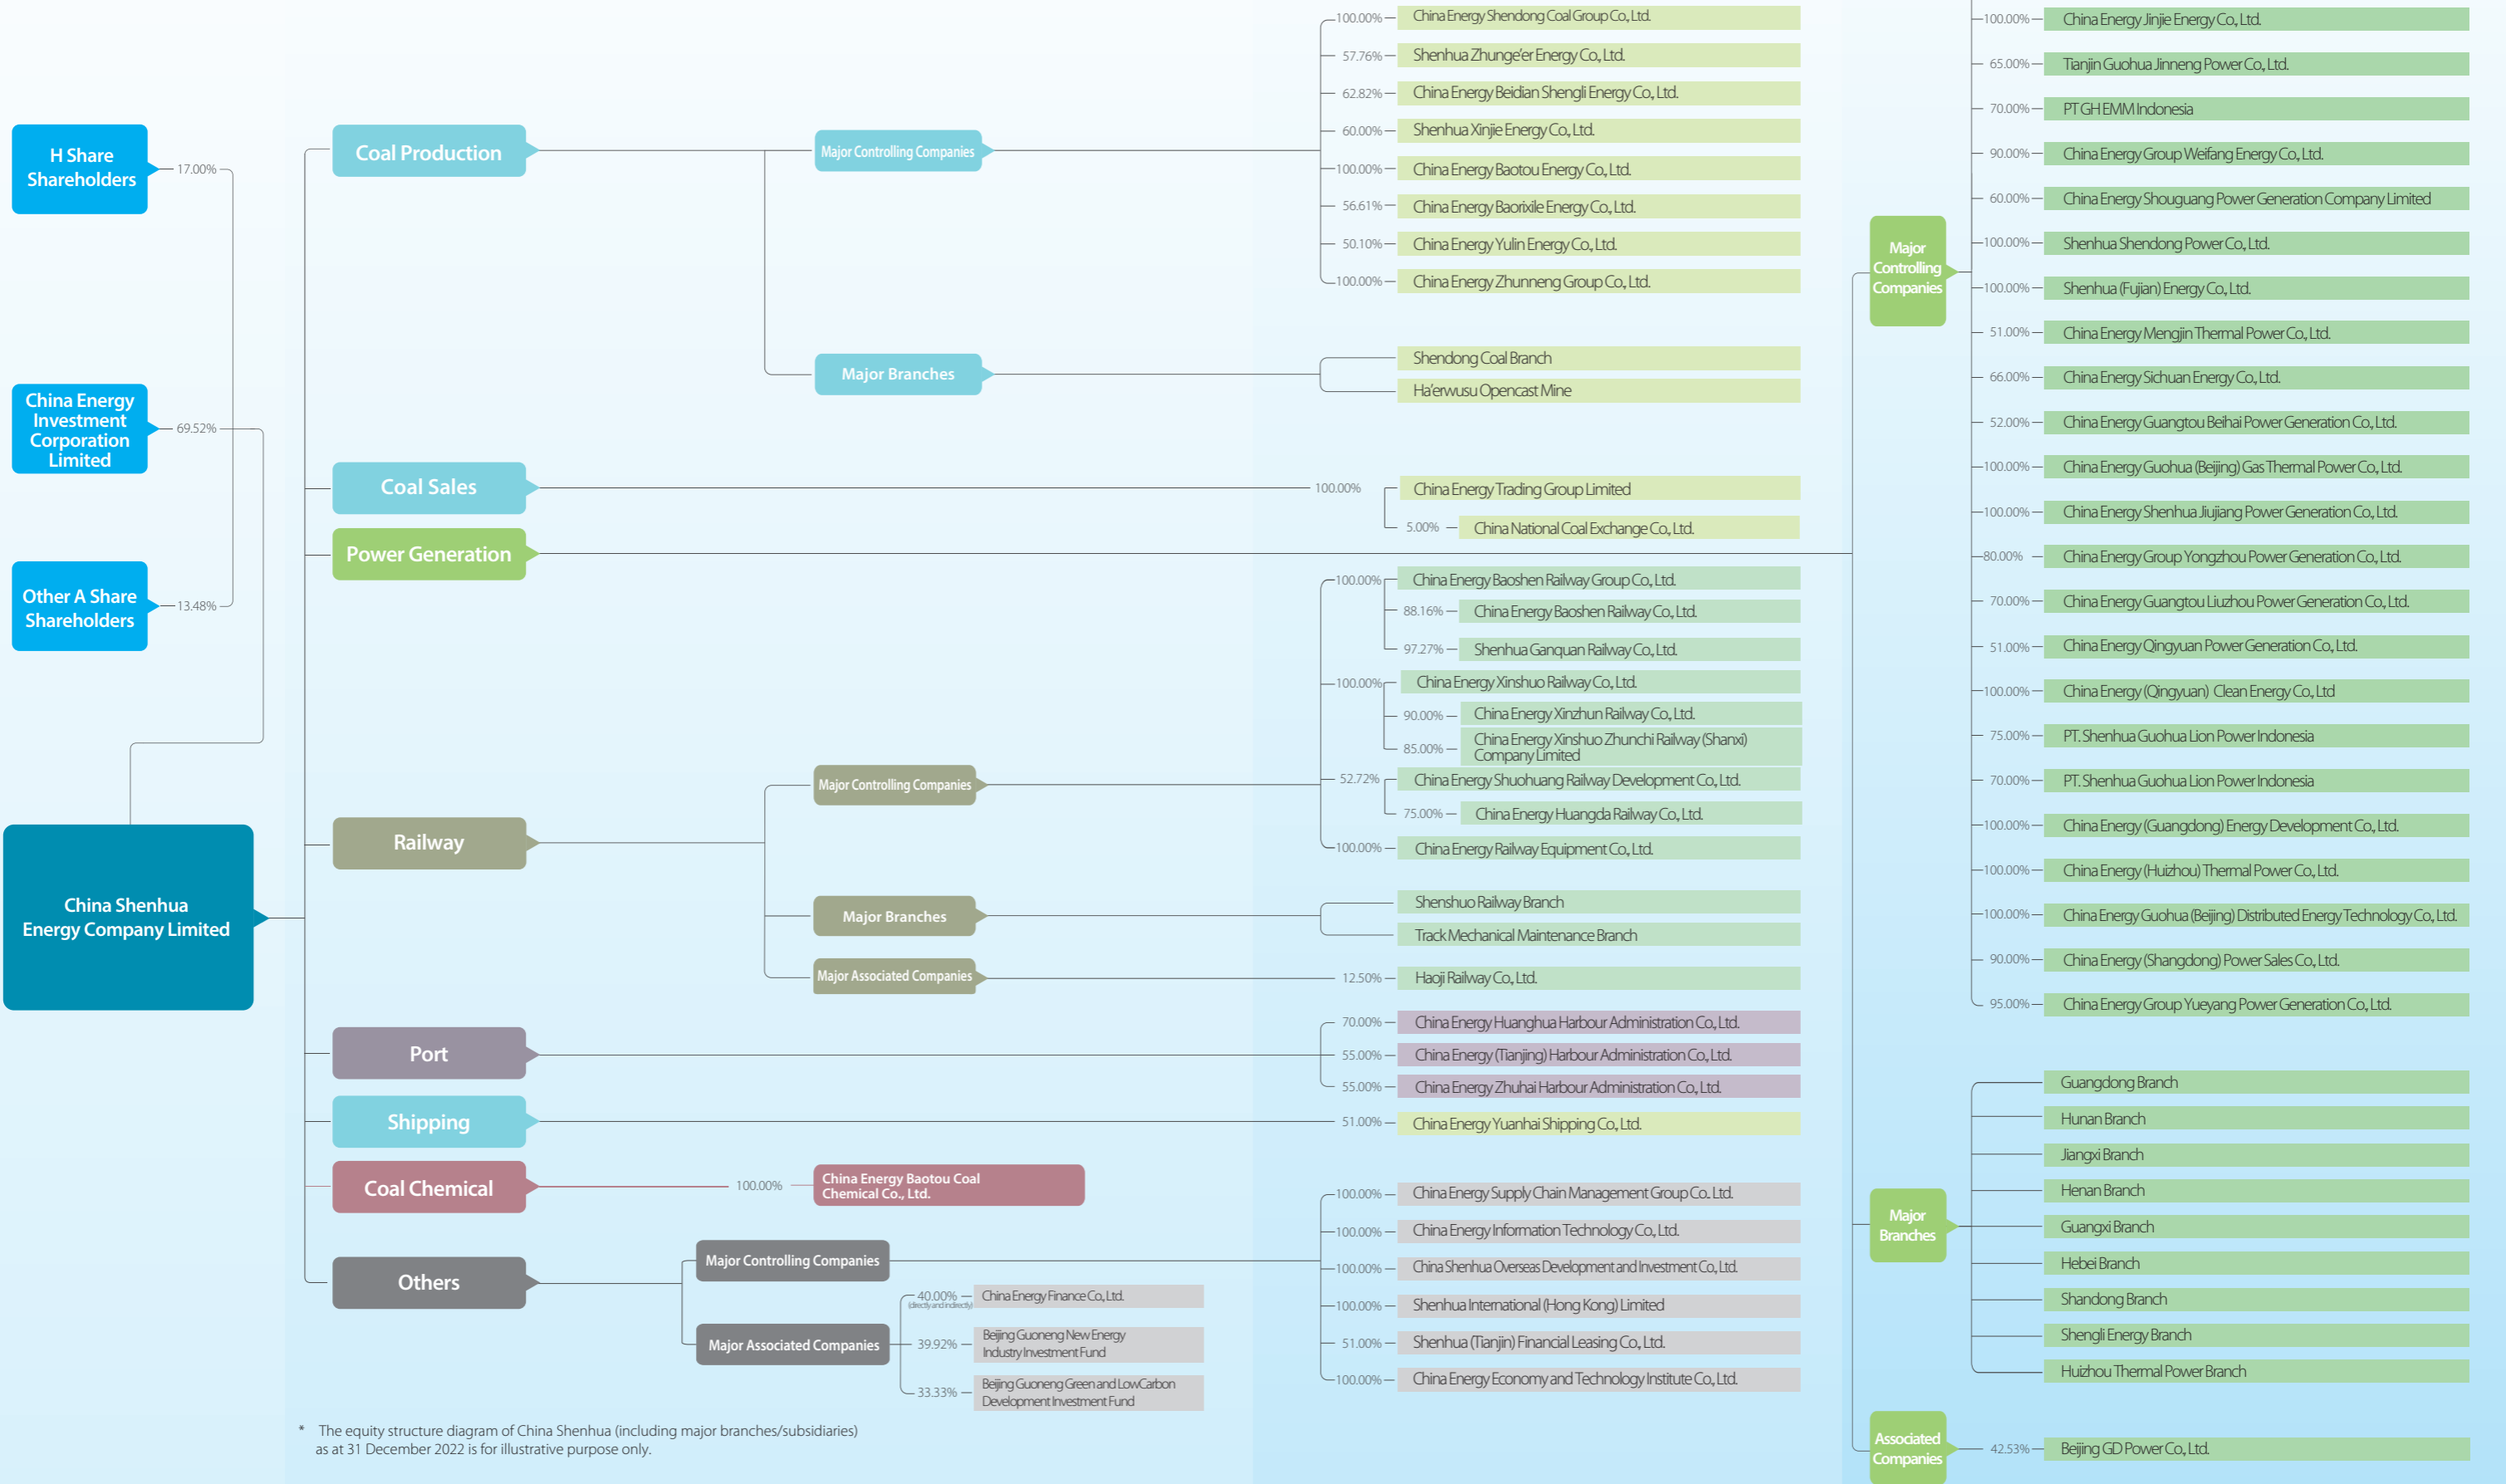 H Share
Shareholders
17.00%
China Energy
Investment
Corporation
Limited
69.52%
Other A Share
Shareholders
13.48%
China Shenhua
Energy Company Limited
Coal Production
Major Controlling Companies
100.00% China Energy Shendong Coal Group Co., Ltd.
57.76% Shenhua Zhunge'er Energy Co., Ltd.
62.82% China Energy Beidian Shengli Energy Co., Ltd.
60.00% Shenhua Xinjie Energy Co., Ltd.
100.00% China Energy Baotou Energy Co., Ltd.
56.61% China Energy Baorixile Energy Co., Ltd.
50.10% China Energy Yulin Energy Co., Ltd.
100.00% China Energy Zhunneng Group Co., Ltd.
Major Branches
Shendong Coal Branch
Ha'erwusu Opencast Mine
Coal Sales
100.00% China Energy Trading Group Limited
5.00% China National Coal Exchange Co., Ltd.
Power Generation
Major
Controlling
Companies
100.00% China Energy Jinjie Energy Co., Ltd.
65.00% Tianjin Guohua Jinneng Power Co., Ltd.
70.00% PT GH EMM Indonesia
90.00% China Energy Group Weifang Energy Co., Ltd.
60.00% China Energy Shouguang Power Generation Company Limited
100.00% Shenhua Shendong Power Co., Ltd.
100.00% Shenhua (Fujian) Energy Co., Ltd.
51.00% China Energy Mengjin Thermal Power Co., Ltd.
66.00% China Energy Sichuan Energy Co., Ltd.
52.00% China Energy Guangtou Beihai Power Generation Co., Ltd.
100.00% China Energy Guohua (Beijing) Gas Thermal Power Co., Ltd.
100.00% China Energy Shenhua Jiujiang Power Generation Co., Ltd.
80.00% China Energy Group Yongzhou Power Generation Co., Ltd.
70.00% China Energy Guangtou Liuzhou Power Generation Co., Ltd.
51.00% China Energy Qingyuan Power Generation Co., Ltd.
100.00% China Energy (Qingyuan) Clean Energy Co., Ltd
75.00% PT. Shenhua Guohua Lion Power Indonesia
70.00% PT. Shenhua Guohua Lion Power Indonesia
100.00% China Energy (Guangdong) Energy Development Co., Ltd.
100.00% China Energy (Huizhou) Thermal Power Co., Ltd.
100.00% China Energy Guohua (Beijing) Distributed Energy Technology Co., Ltd.
90.00% China Energy (Shangdong) Power Sales Co., Ltd.
95.00% China Energy Group Yueyang Power Generation Co., Ltd.
Major
Branches
Guangdong Branch
Hunan Branch
Jiangxi Branch
Henan Branch
Guangxi Branch
Hebei Branch
Shandong Branch
Shengli Energy Branch
Huizhou Thermal Power Branch
Associated
Companies
42.53% Beijing GD Power Co., Ltd.
Railway
Major Controlling Companies
100.00% China Energy Baoshen Railway Group Co., Ltd.
88.16% China Energy Baoshen Railway Co., Ltd.
97.27% Shenhua Ganquan Railway Co., Ltd.
100.00% China Energy Xinshuo Railway Co., Ltd.
90.00% China Energy Xinzhun Railway Co., Ltd.
85.00% China Energy Xinshuo Zhunchi Railway (Shanxi)
Company Limited
52.72% China Energy Shuohuang Railway Development Co., Ltd.
75.00% China Energy Huangda Railway Co., Ltd.
100.00% China Energy Railway Equipment Co., Ltd.
Major Branches
Shenshuo Railway Branch
Track Mechanical Maintenance Branch
Major Associated Companies
12.50% Haoji Railway Co., Ltd.
Port
70.00% China Energy Huanghua Harbour Administration Co., Ltd.
55.00% China Energy (Tianjing) Harbour Administration Co., Ltd.
55.00% China Energy Zhuhai Harbour Administration Co., Ltd.
Shipping
51.00% China Energy Yuanhai Shipping Co., Ltd.
Coal Chemical
100.00%
China Energy Baotou Coal
Chemical Co., Ltd.
Others
Major Controlling Companies
100.00% China Energy Supply Chain Management Group Co. Ltd.
100.00% China Energy Information Technology Co., Ltd.
100.00% China Shenhua Overseas Development and Investment Co., Ltd.
100.00% Shenhua International (Hong Kong) Limited
51.00% Shenhua (Tianjin) Financial Leasing Co., Ltd.
100.00% China Energy Economy and Technology Institute Co., Ltd.
Major Associated Companies
40.00% China Energy Finance Co., Ltd.
(directly and indirectly)
39.92% Beijing Guoneng New Energy
Industry Investment Fund
33.33% Beijing Guoneng Green and LowCarbon
Development Investment Fund
* The equity structure diagram of China Shenhua (including major branches/subsidiaries)
as at 31 December 2022 is for illustrative purpose only.